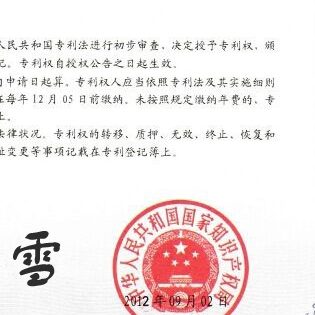 人民共和国专利法进行初步审查,决定授予专利权,颁
记。专利权自授权公告之日起生效。
申请日起算。专利权人应当依照专利法及其实施细则
在每年 12 月 05 日前缴纳。未按照规定缴纳年费的,专
止。
法律状况。专利权的转移、质押、无效、终止、恢复和
址变更等事项记载在专利登记簿上。
雪
中华人民共和国国家知识产权局
2012 年 09 月 02 日